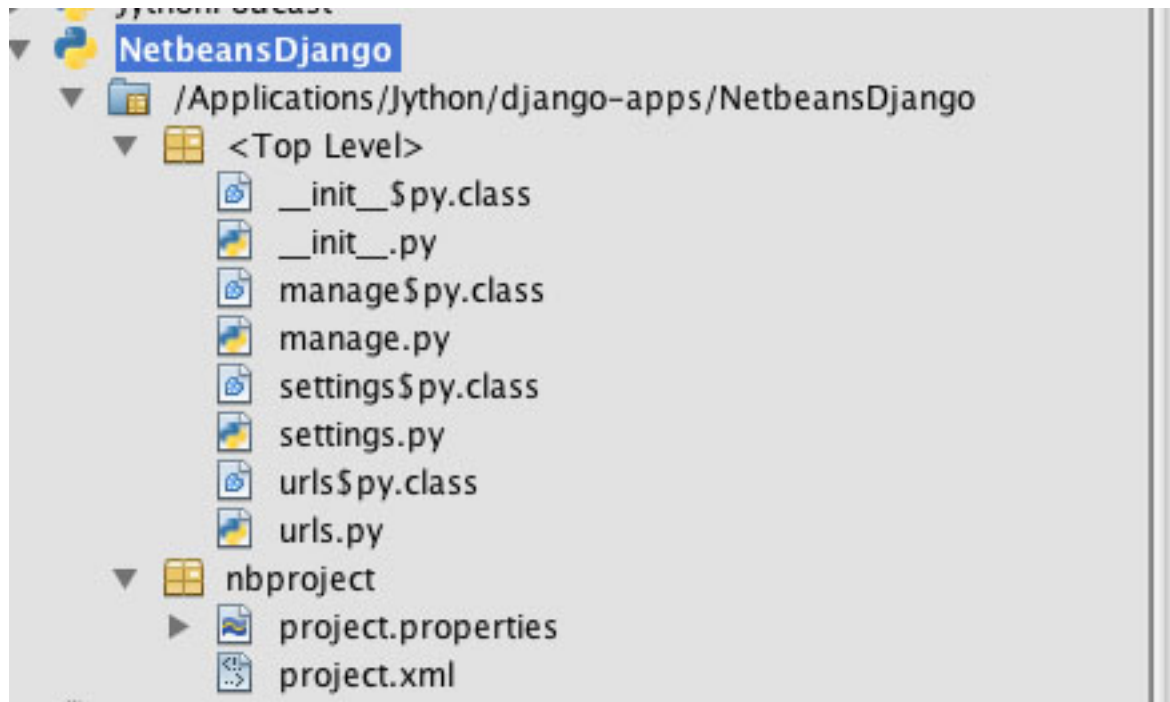 NetbeansDjango
/Applications/Jython/django-apps/NetbeansDjango
<Top Level>
__init__$py.class
__init__.py
manage$py.class
manage.py
settings$py.class
settings.py
urls$py.class
urls.py
nbproject
project.properties
project.xml